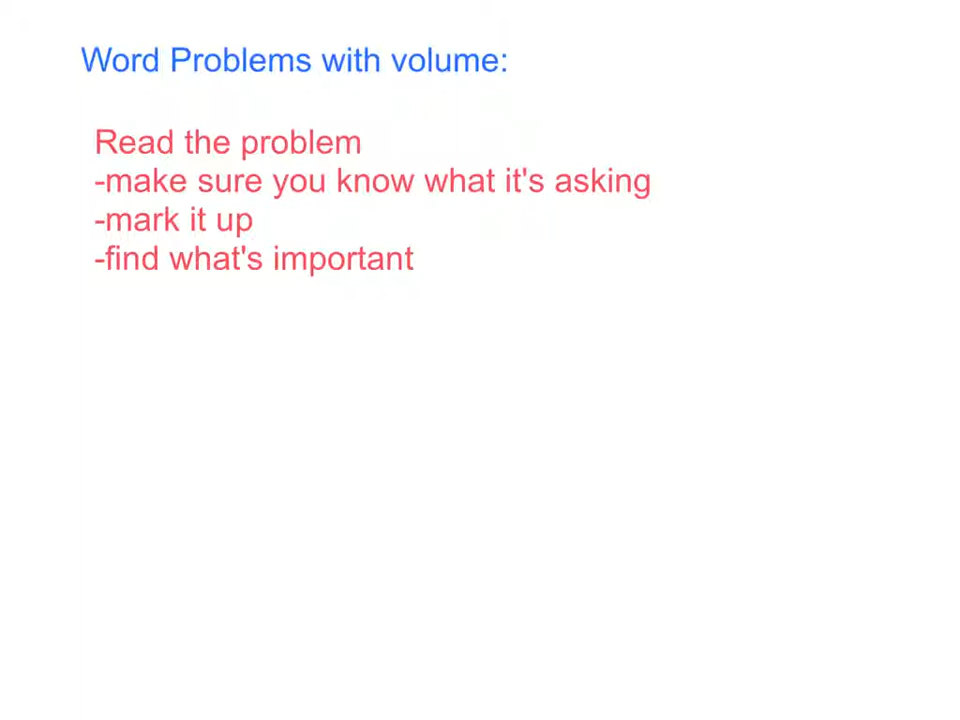 Word Problems with volume:
Read the problem
-make sure you know what it's asking
-mark it up
-find what's important